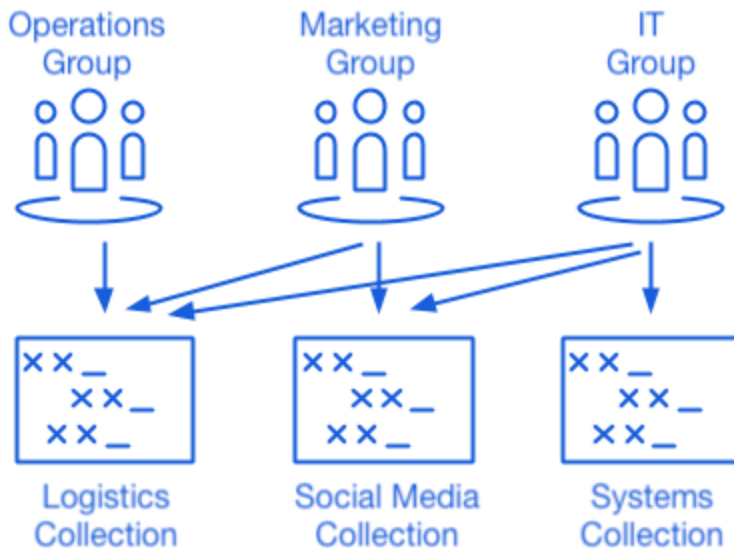 Operations
Group
Marketing
Group
IT
Group
Logistics
Collection
Social Media
Collection
Systems
Collection